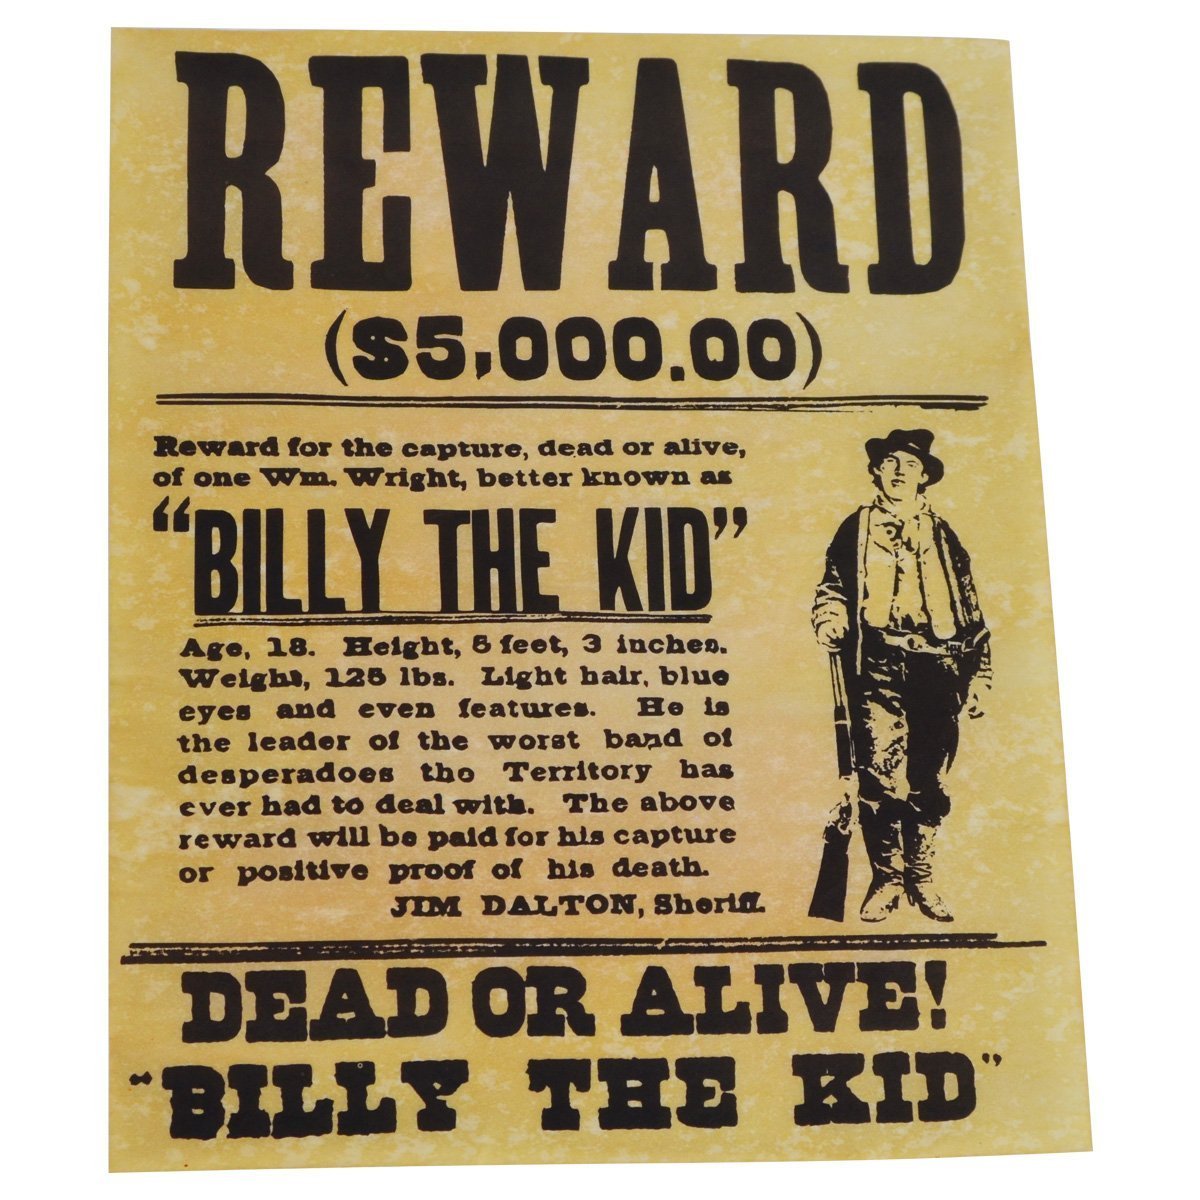 REWARD
($5,000.00)
Reward for the capture, dead or alive,
of one Wm. Wright, better known as
"BILLY THE KID"
Age, 18. Height, 5 feet, 3 inches.
Weight, 125 lbs. Light hair, blue
eyes and even features. He is
the leader of the worst band of
desperadoes the Territory has
ever had to deal with. The above
reward will be paid for his capture
or positive proof of his death.
JIM DALTON, Sheriff.
DEAD OR ALIVE!
"BILLY THE KID"